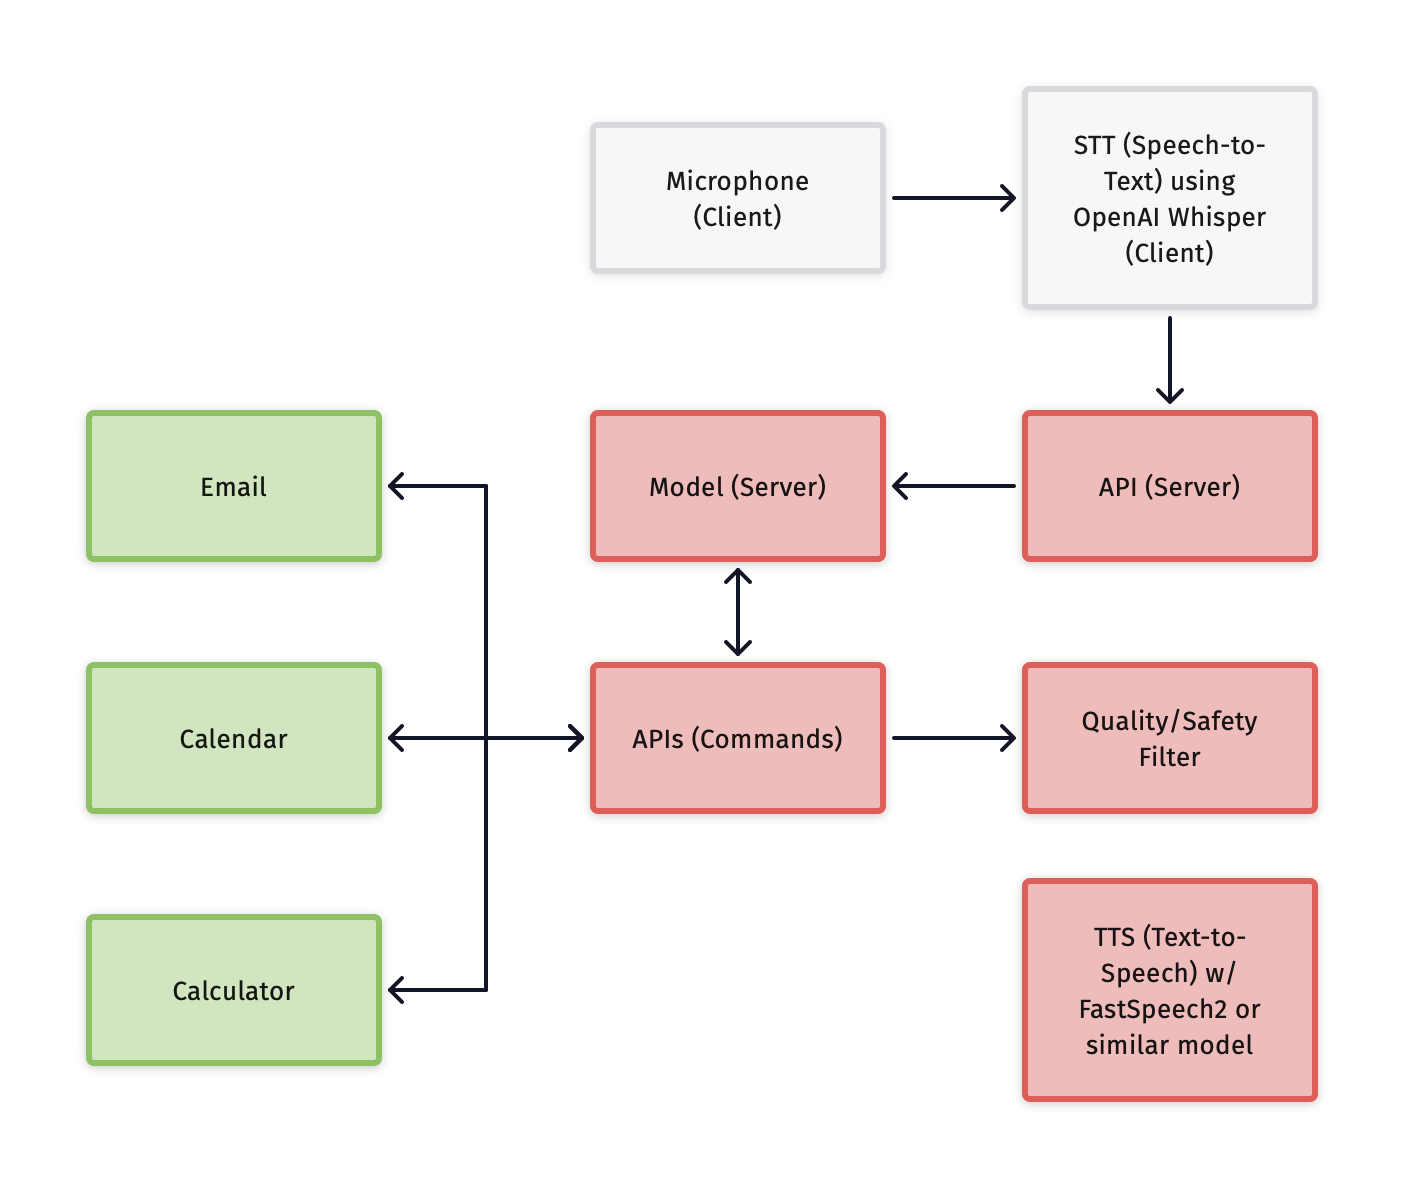 Microphone
(Client)
STT (Speech-to-
Text) using
OpenAI Whisper
(Client)
Email
Model (Server)
API (Server)
Calendar
APIs (Commands)
Quality/Safety
Filter
Calculator
TTS (Text-to-
Speech) w/
FastSpeech2 or
similar model